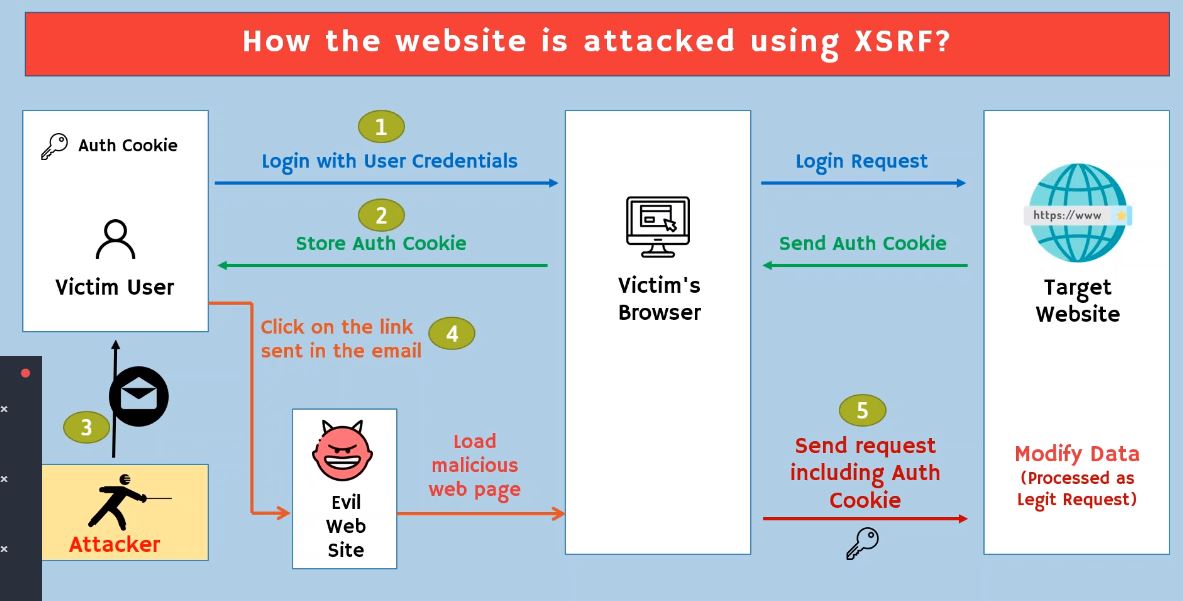 How the website is attacked using XSRF?
Auth Cookie
Victim User
1
Login with User Credentials
2
Store Auth Cookie
Victim's
Browser
Login Request
Send Auth Cookie
https://www
Target
Website
3
Attacker
Click on the link
sent in the email
4
Evil
Web
Site
Load
malicious
web page
5
Send request
including Auth
Cookie
Modify Data
(Processed as
Legit Request)